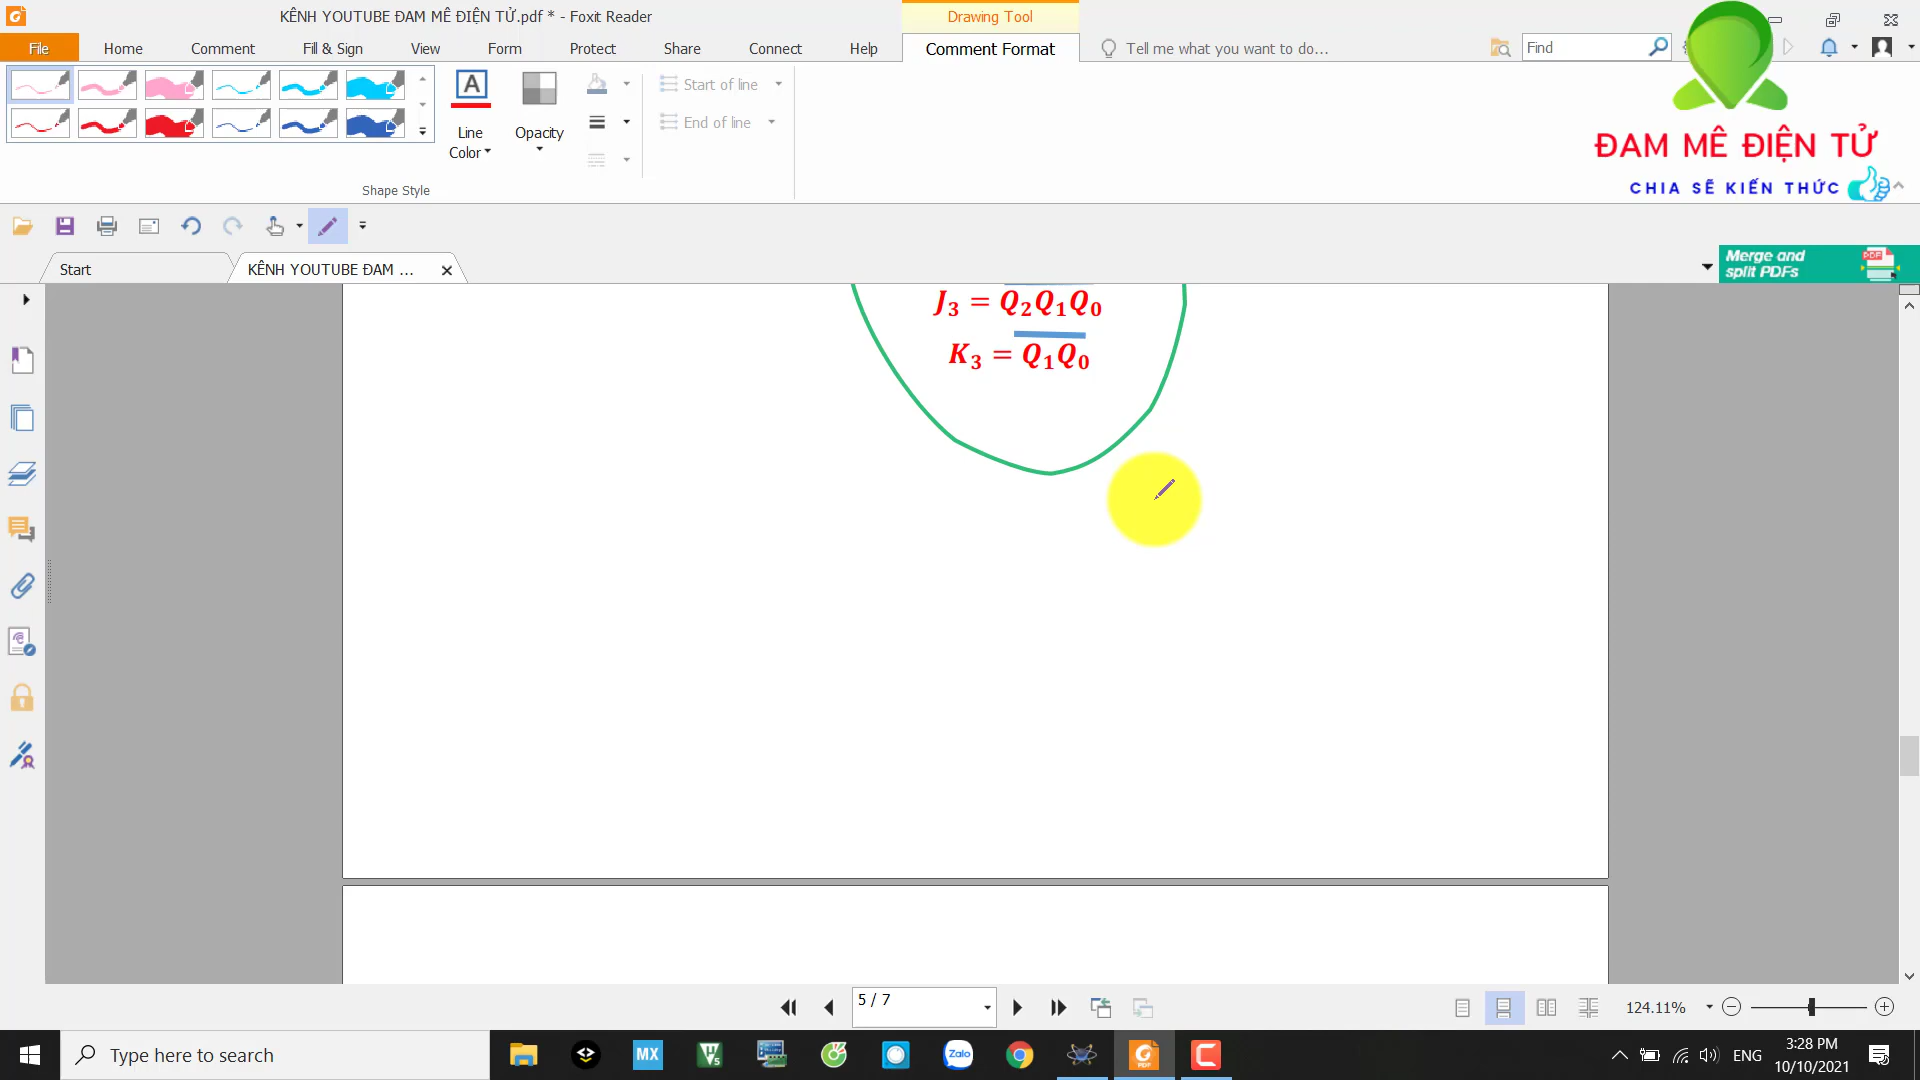 KÊNH YOUTUBE ĐAM MÊ ĐIỆN TỬ.pdf * - Foxit Reader
Drawing Tool
File
Home
Comment
Fill & Sign
View
Form
Protect
Share
Connect
Help
Comment Format
Tell me what you want to do...
Find
A
Line
Color
Opacity
Start of line
End of line
Shape Style
ĐAM MÊ ĐIỆN TỬ
CHIA SẼ KIẾN THỨC
Start
KÊNH YOUTUBE ĐAM ...
Merge and
split PDFs
PDF
J₃ = Q₂Q₁Q₀
K₃ = Q₁Q₀
5 / 7
124.11%
Type here to search
MX
V5
Zalo
PDF
ENG
3:28 PM
10/10/2021